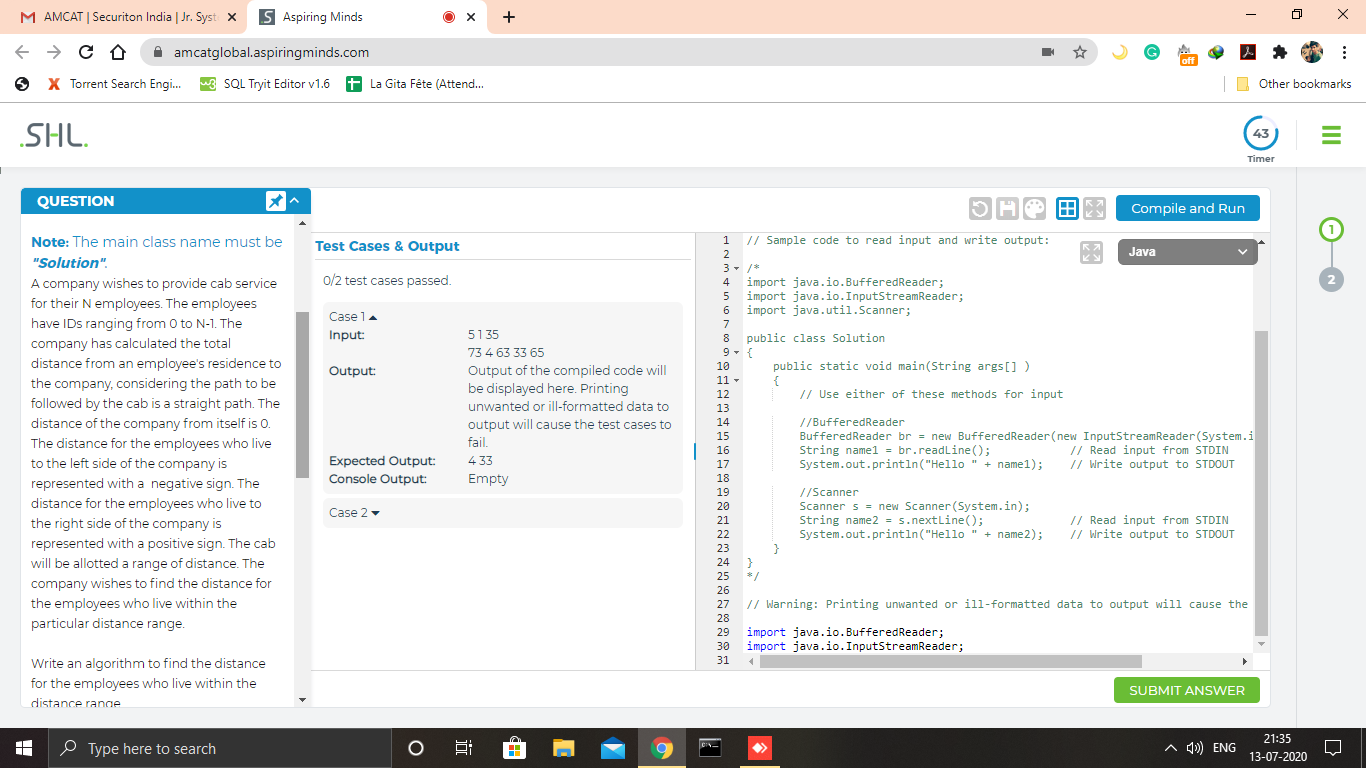 AMCAT | Securiton India | Jr. Syst
Aspiring Minds
amcatglobal.aspiringminds.com
off
Torrent Search Engi...
SQL Tryit Editor v1.6
La Gita Fête (Attend...
Other bookmarks
.SHL.
43
Timer
QUESTION
Compile and Run
Note: The main class name must be
"Solution".
A company wishes to provide cab service
for their N employees. The employees
have IDs ranging from 0 to N-1. The
company has calculated the total
distance from an employee's residence to
the company, considering the path to be
followed by the cab is a straight path. The
distance of the company from itself is 0.
The distance for the employees who live
to the left side of the company is
represented with a negative sign. The
distance for the employees who live to
the right side of the company is
represented with a positive sign. The cab
will be allotted a range of distance. The
company wishes to find the distance for
the employees who live within the
particular distance range.
Write an algorithm to find the distance
for the employees who live within the
distance range.
Test Cases & Output
0/2 test cases passed.
Case 1
Input:
5 1 35
73 4 63 33 65
Output:
Output of the compiled code will
be displayed here. Printing
unwanted or ill-formatted data to
output will cause the test cases to
fail.
Expected Output:
4 33
Console Output:
Empty
Case 2
Java
1 // Sample code to read input and write output:
2
3 /*
4 import java.io.BufferedReader;
5 import java.io.InputStreamReader;
6 import java.util.Scanner;
7
8 public class Solution
9 {
10 public static void main(String args[] )
11 {
12 // Use either of these methods for input
13
14 //BufferedReader
15 BufferedReader br = new BufferedReader(new InputStreamReader(System.i
16 String name1 = br.readLine(); // Read input from STDIN
17 System.out.println("Hello " + name1); // Write output to STDOUT
18
19 //Scanner
20 Scanner s = new Scanner(System.in);
21 String name2 = s.nextLine(); // Read input from STDIN
22 System.out.println("Hello " + name2); // Write output to STDOUT
23 }
24 }
25 */
26
27 // Warning: Printing unwanted or ill-formatted data to output will cause the
28
29 import java.io.BufferedReader;
30 import java.io.InputStreamReader;
31
1
2
SUBMIT ANSWER
Type here to search
ENG
21:35
13-07-2020